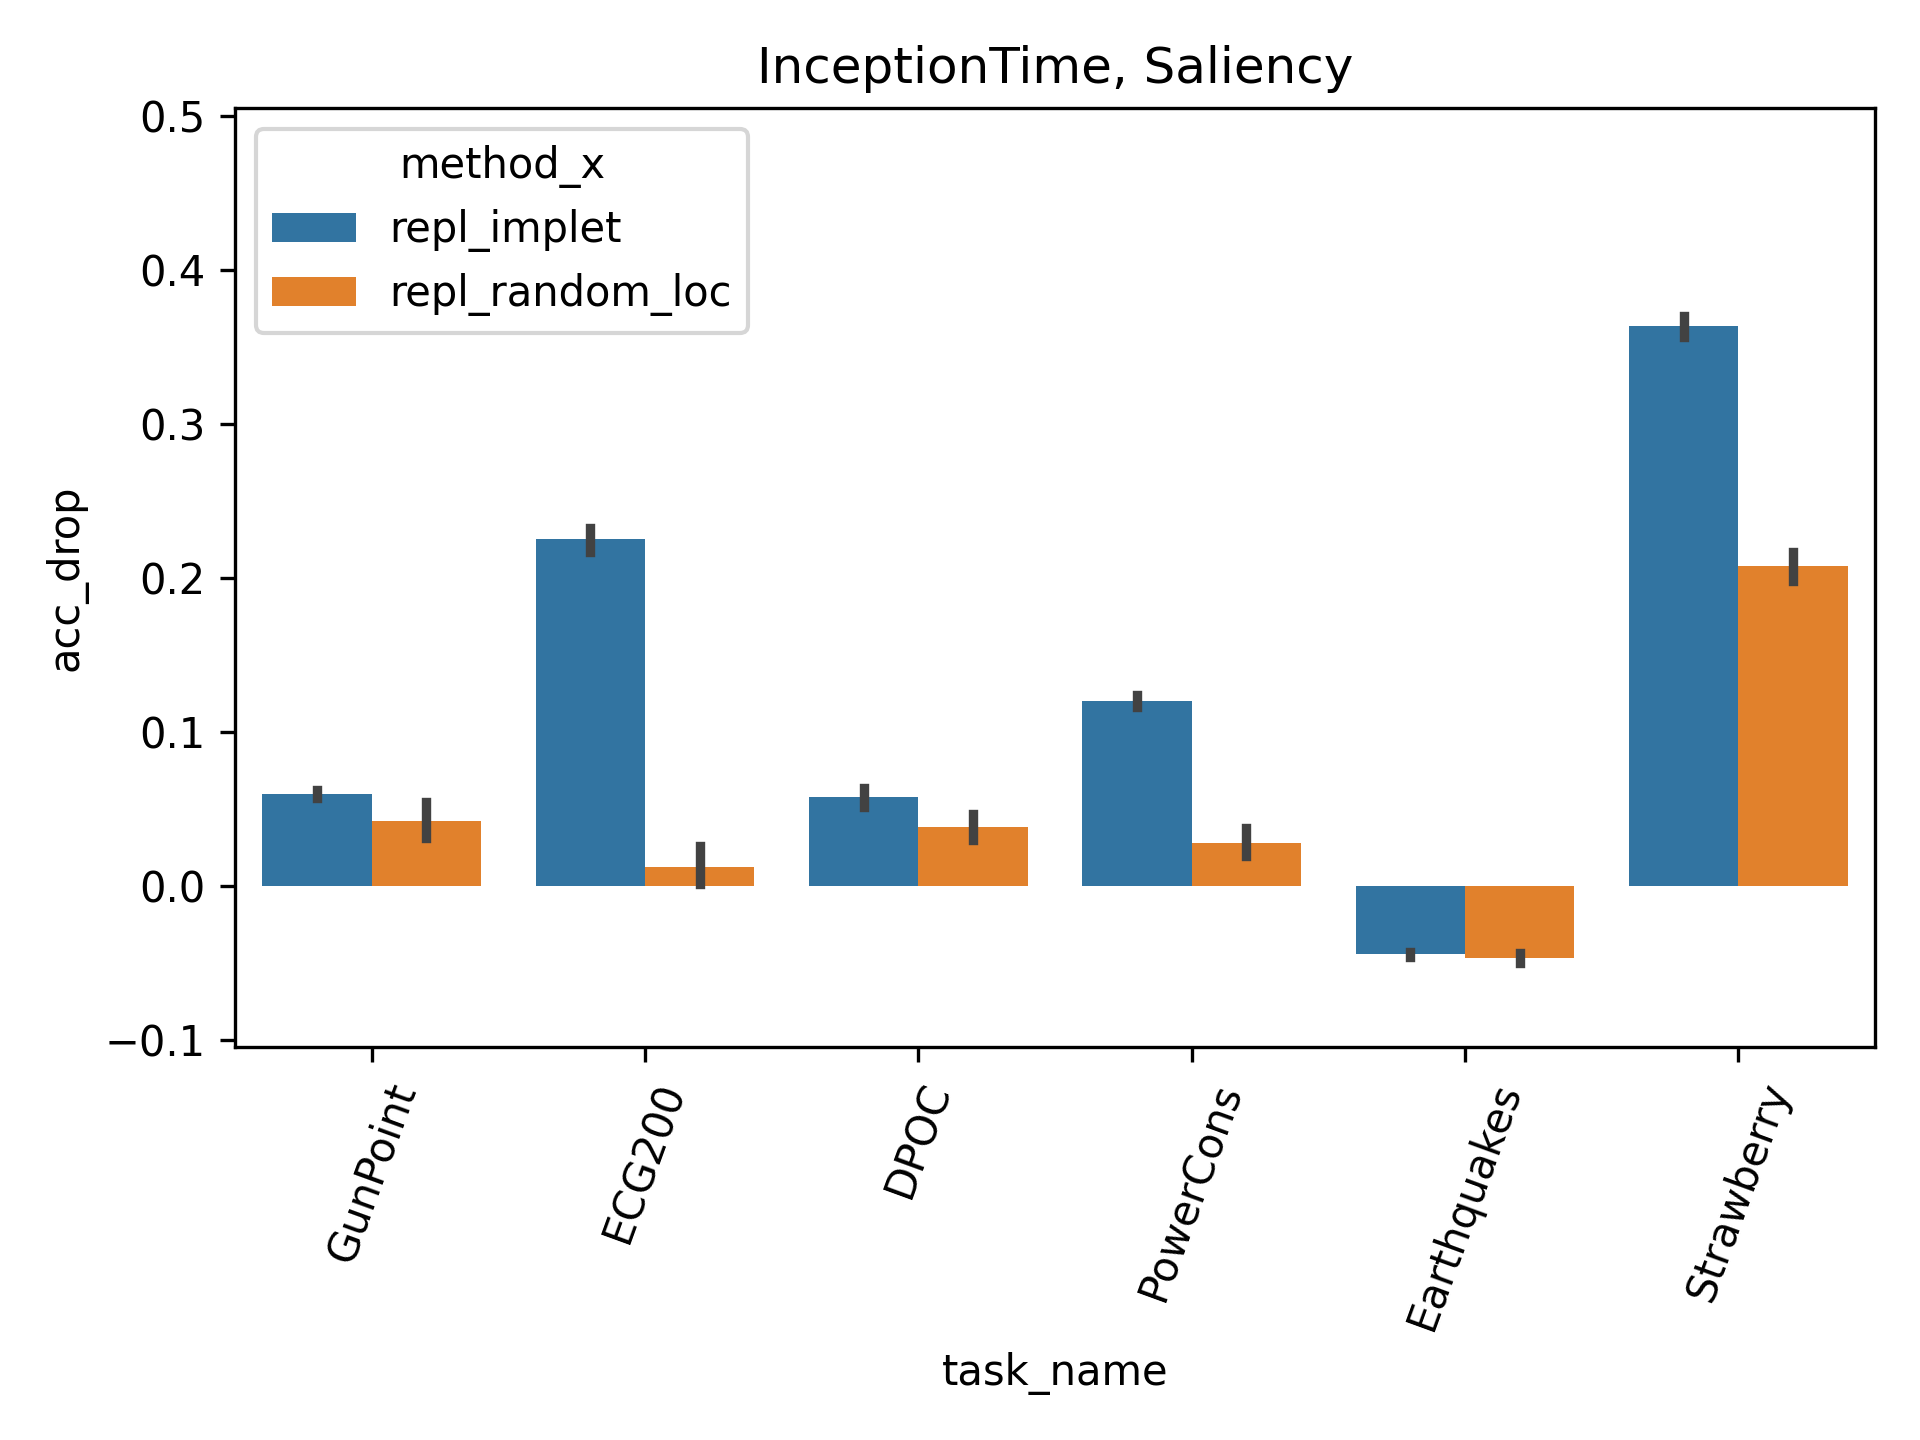 InceptionTime, Saliency
method_x
repl_implet
repl_random_loc
acc_drop
0.5
0.4
0.3
0.2
0.1
0.0
−0.1
GunPoint
ECG200
DPOC
PowerCons
Earthquakes
Strawberry
task_name